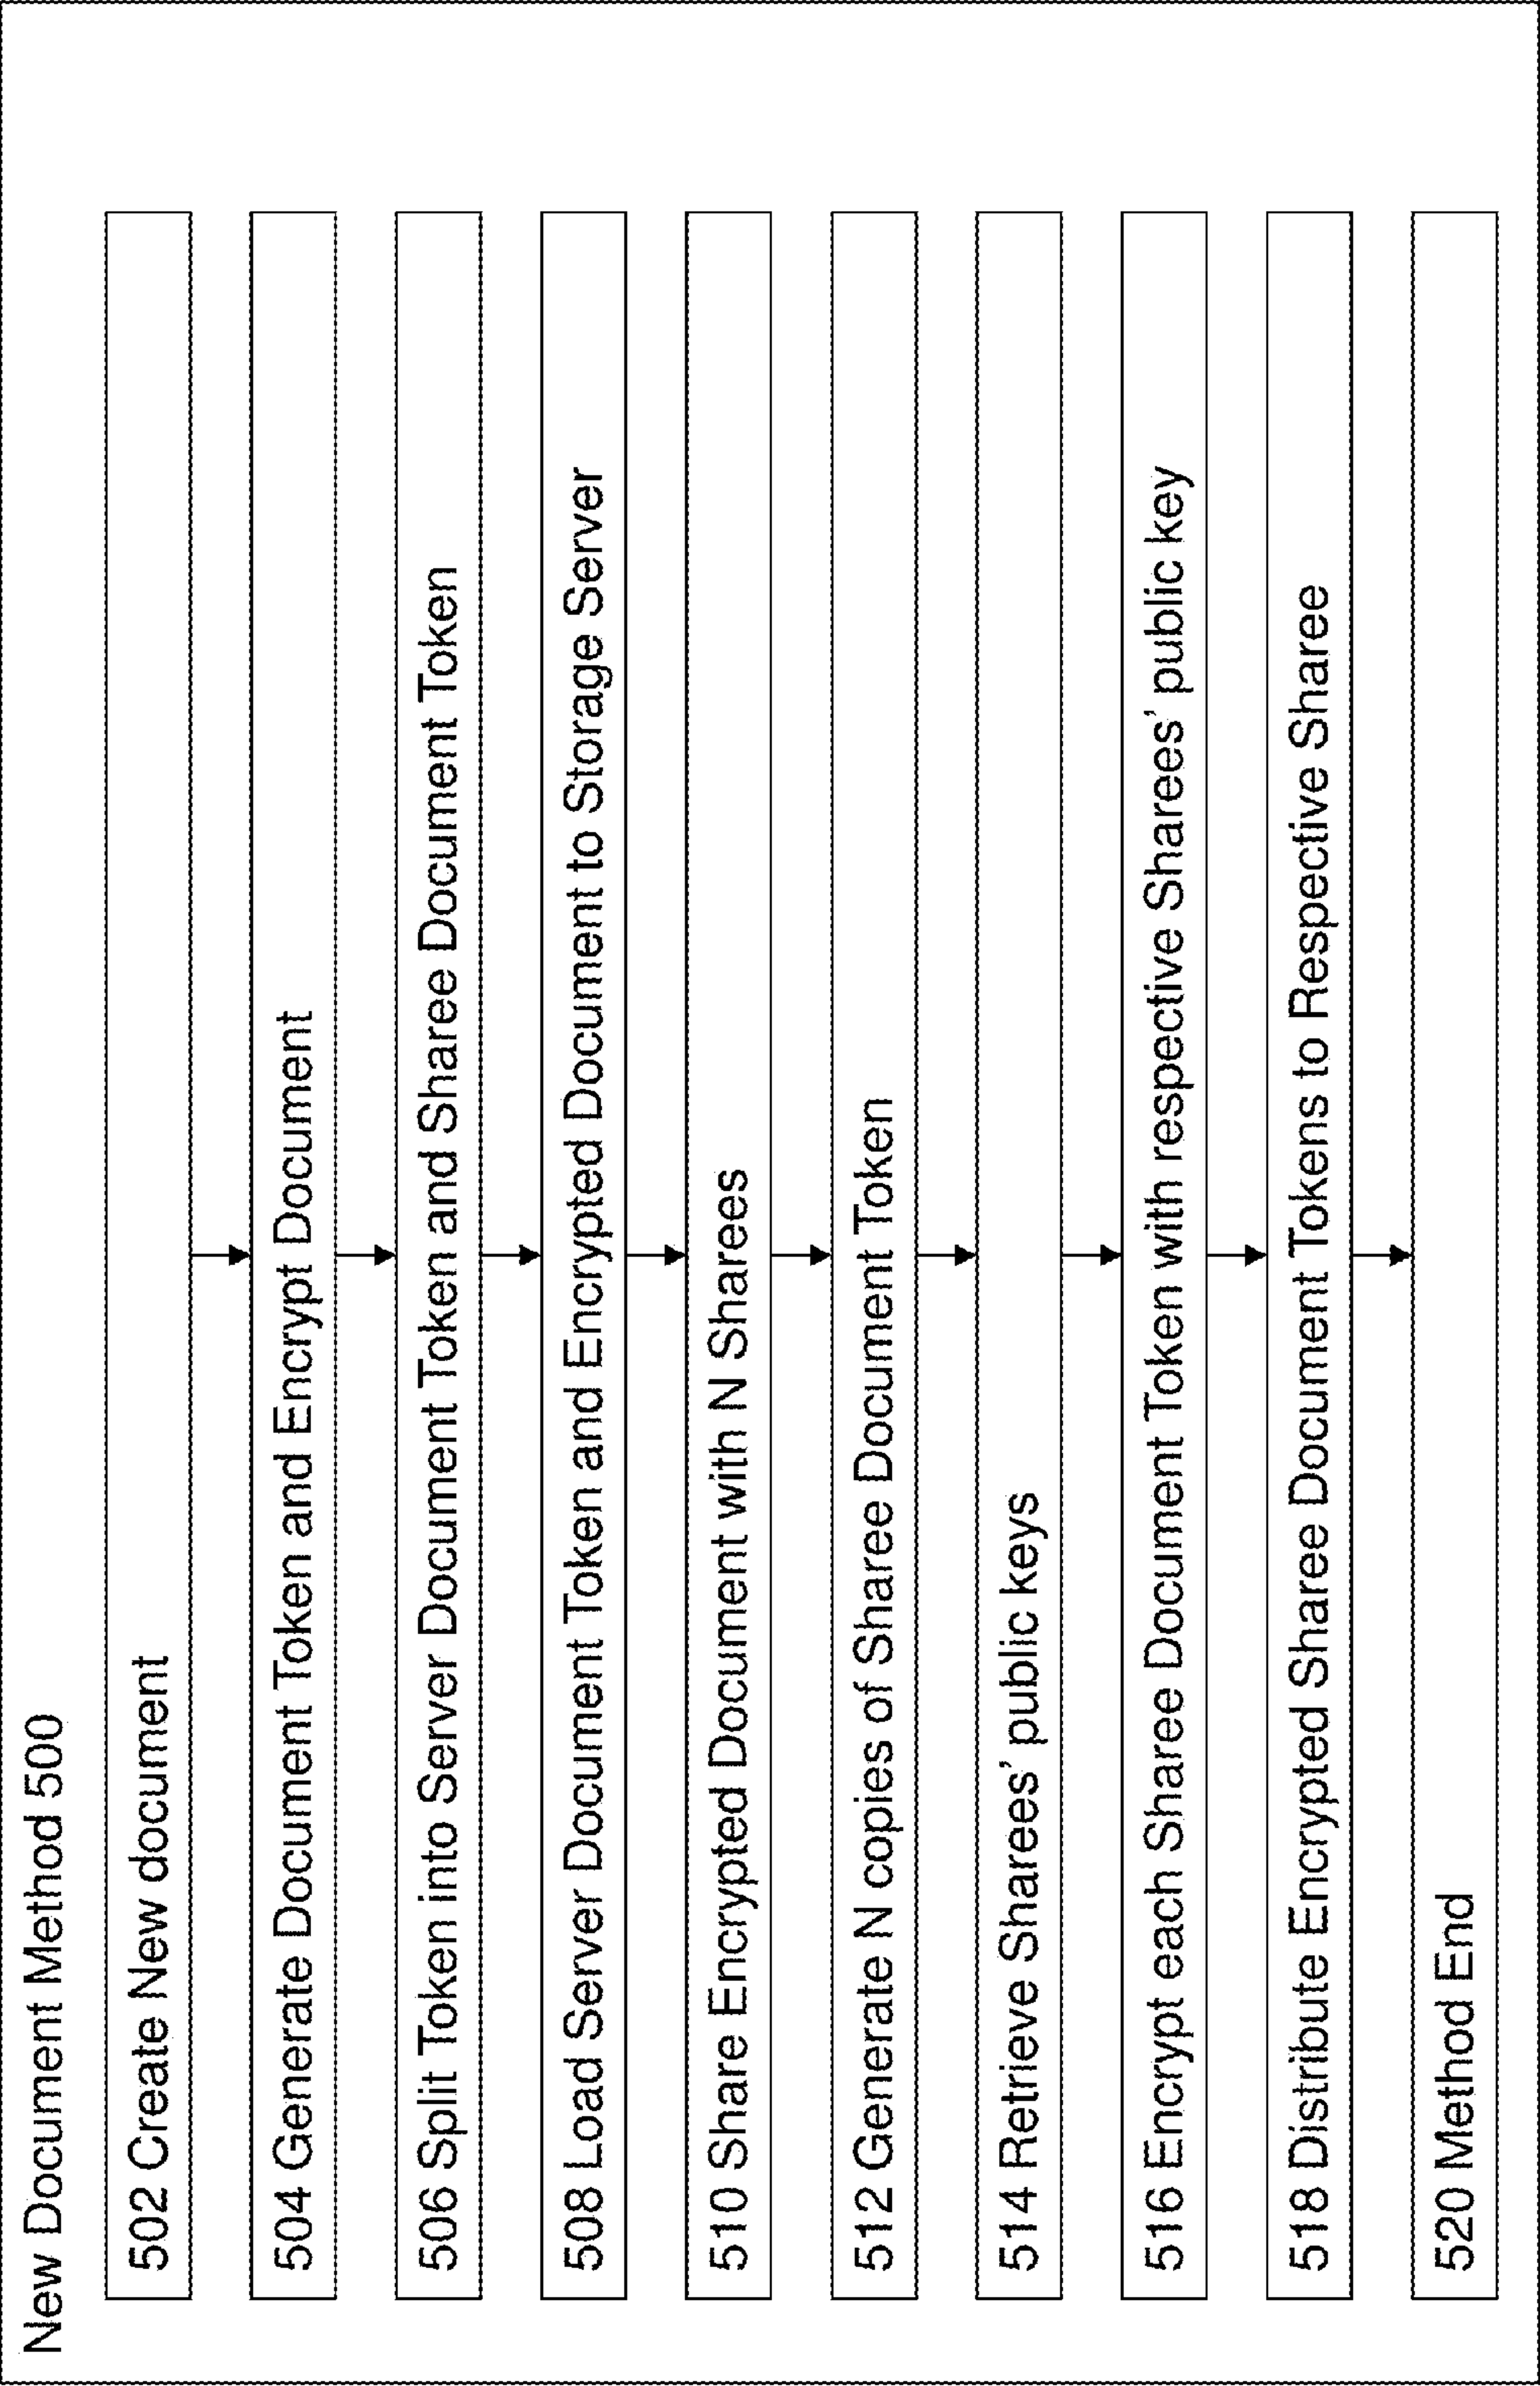 New Document Method 500
502 Create New document
504 Generate Document Token and Encrypt Document
506 Split Token into Server Document Token and Sharee Document Token
508 Load Server Document Token and Encrypted Document to Storage Server
510 Share Encrypted Document with N Sharees
512 Generate N copies of Sharee Document Token
514 Retrieve Sharees' public keys
516 Encrypt each Sharee Document Token with respective Sharees' public key
518 Distribute Encrypted Sharee Document Tokens to Respective Sharee
520 Method End